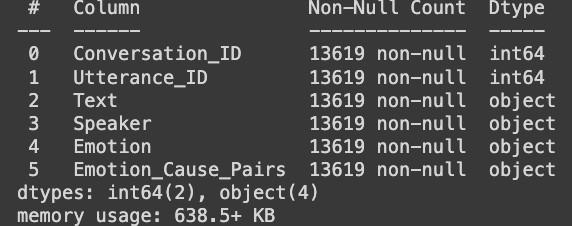 #   Column               Non-Null Count  Dtype
---  ------               --------------  -----
0   Conversation_ID      13619 non-null  int64
1   Utterance_ID         13619 non-null  int64
2   Text                 13619 non-null  object
3   Speaker              13619 non-null  object
4   Emotion              13619 non-null  object
5   Emotion_Cause_Pairs  13619 non-null  object
dtypes: int64(2), object(4)
memory usage: 638.5+ KB